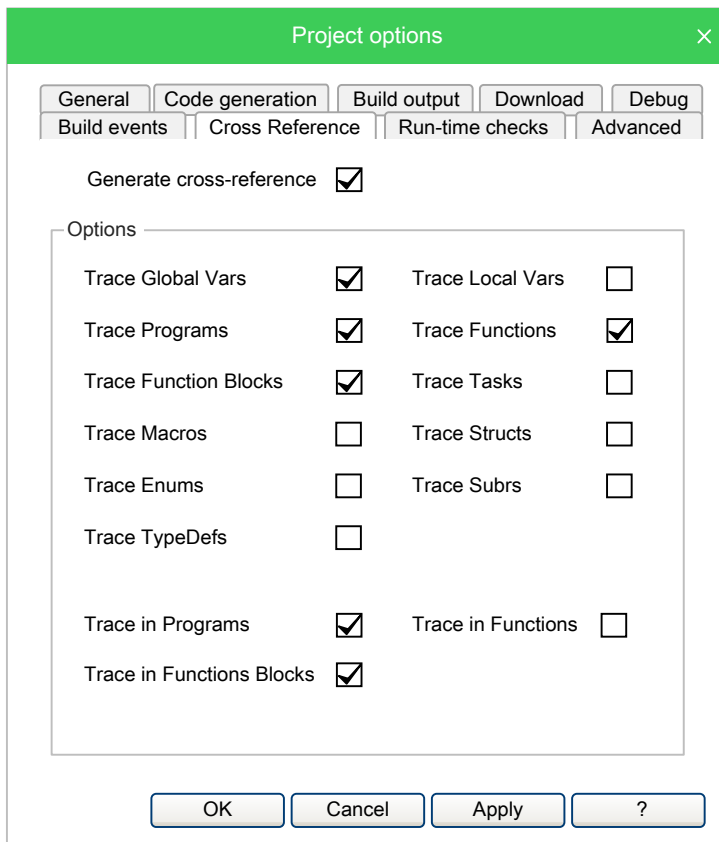 Project options
General Code generation Build output Download Debug
Build events Cross Reference Run-time checks Advanced
Generate cross-reference
Options
Trace Global Vars Trace Local Vars
Trace Programs Trace Functions
Trace Function Blocks Trace Tasks
Trace Macros Trace Structs
Trace Enums Trace Subrs
Trace TypeDefs
Trace in Programs Trace in Functions
Trace in Functions Blocks
OK Cancel Apply ?